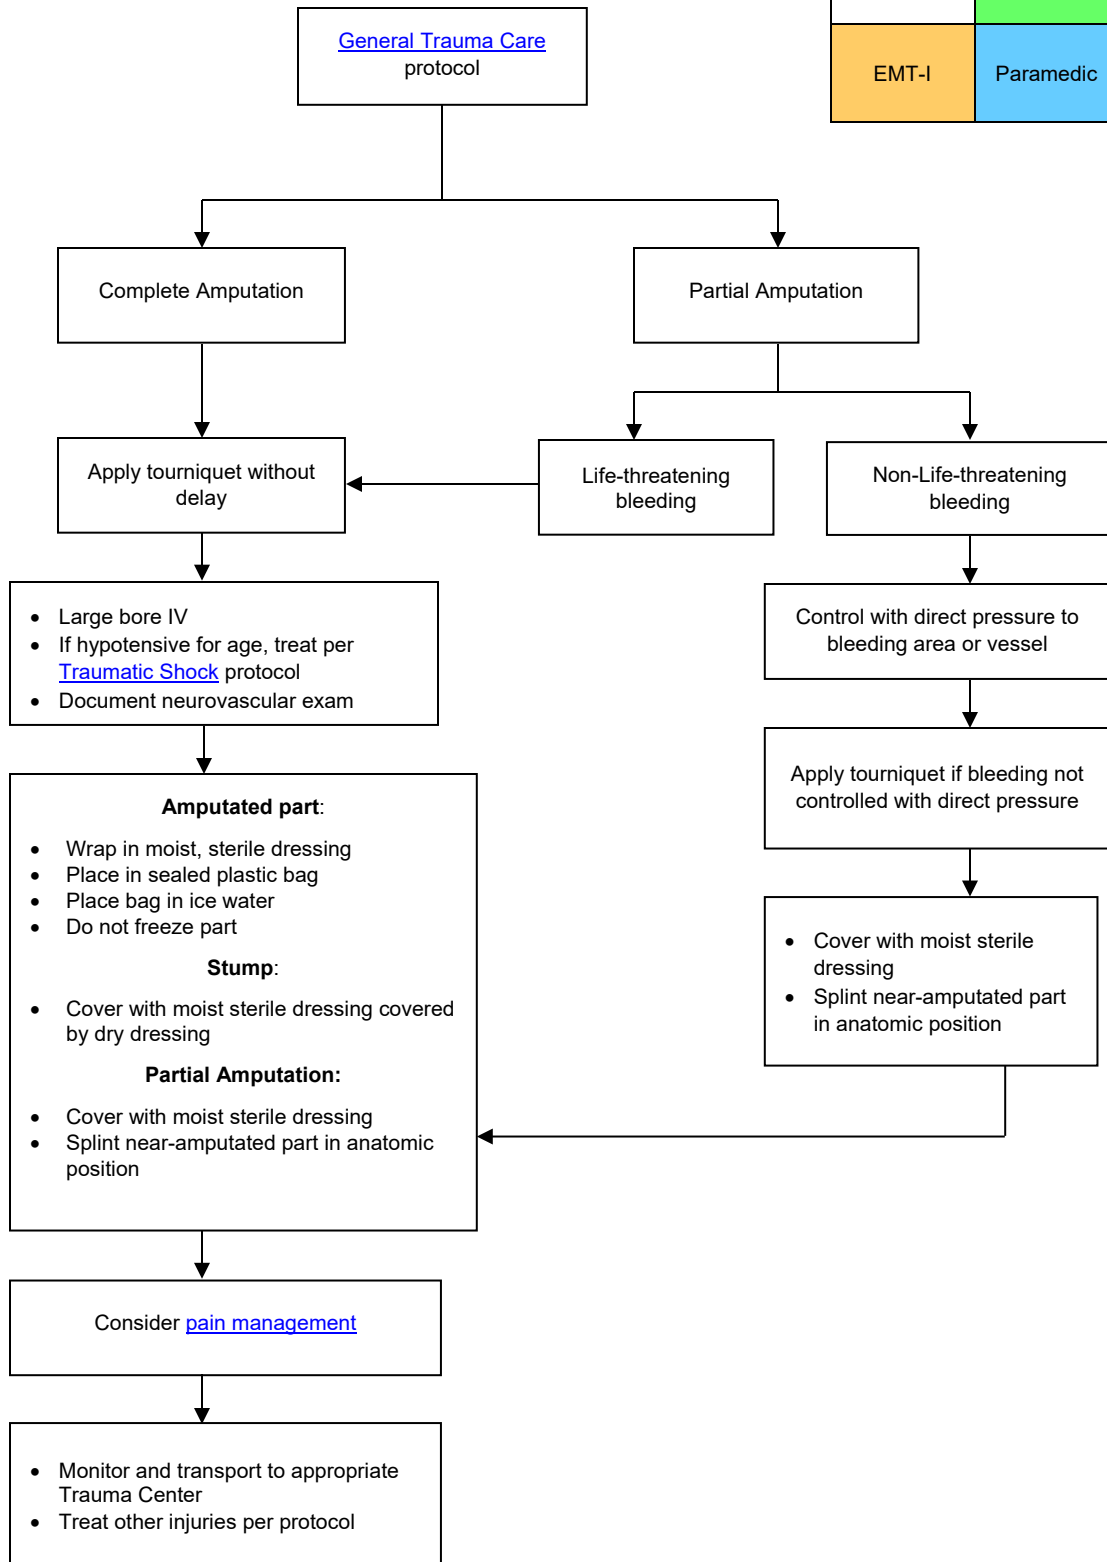 General Trauma Care
protocol
EMT-I
Paramedic
Complete Amputation
Partial Amputation
Apply tourniquet without
delay
Life-threatening
bleeding
Non-Life-threatening
bleeding
• Large bore IV
• If hypotensive for age, treat per
Traumatic Shock protocol
• Document neurovascular exam
Control with direct pressure to
bleeding area or vessel
Apply tourniquet if bleeding not
controlled with direct pressure
Amputated part:
• Wrap in moist, sterile dressing
• Place in sealed plastic bag
• Place bag in ice water
• Do not freeze part
Stump:
• Cover with moist sterile dressing covered
by dry dressing
Partial Amputation:
• Cover with moist sterile dressing
• Splint near-amputated part in anatomic
position
• Cover with moist sterile
dressing
• Splint near-amputated part
in anatomic position
Consider pain management
• Monitor and transport to appropriate
Trauma Center
• Treat other injuries per protocol